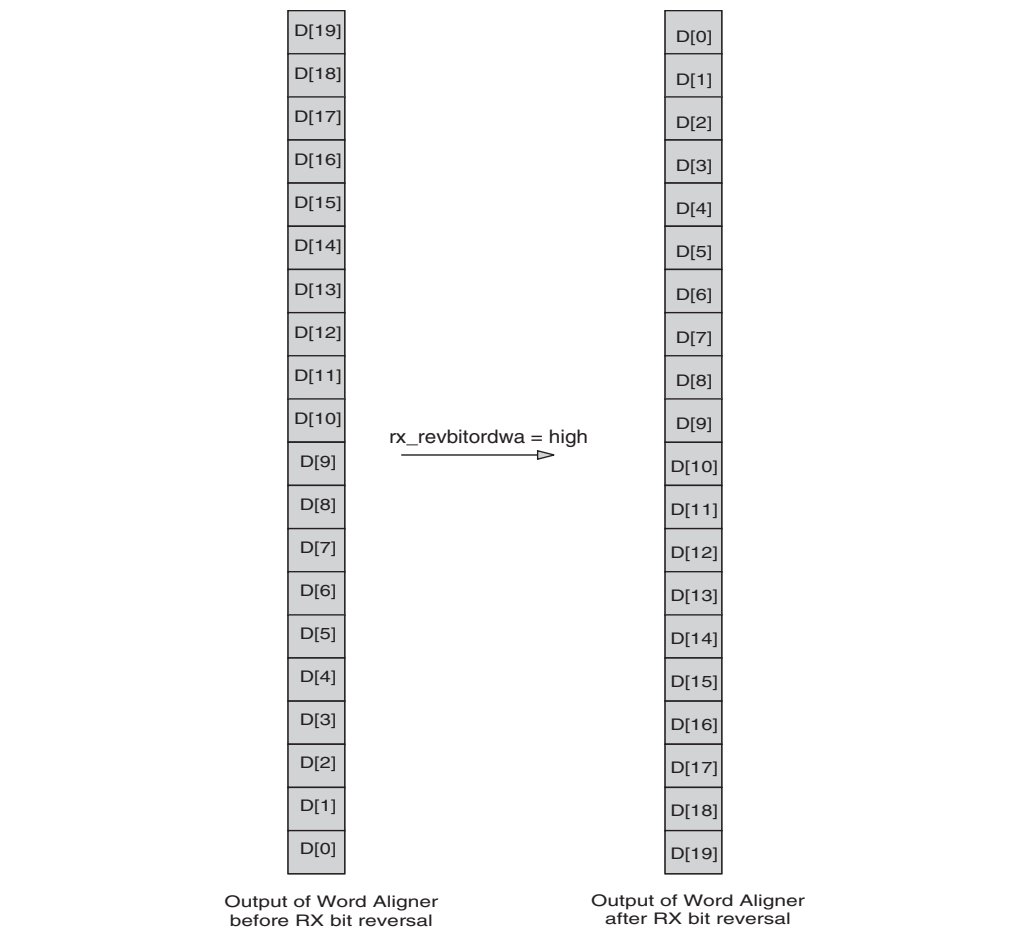 D[19]
D[18]
D[17]
D[16]
D[15]
D[14]
D[13]
D[12]
D[11]
D[10]
D[9]
D[8]
D[7]
D[6]
D[5]
D[4]
D[3]
D[2]
D[1]
D[0]
Output of Word Aligner
before RX bit reversal
rx_revbitordwa = high
D[0]
D[1]
D[2]
D[3]
D[4]
D[5]
D[6]
D[7]
D[8]
D[9]
D[10]
D[11]
D[12]
D[13]
D[14]
D[15]
D[16]
D[17]
D[18]
D[19]
Output of Word Aligner
after RX bit reversal